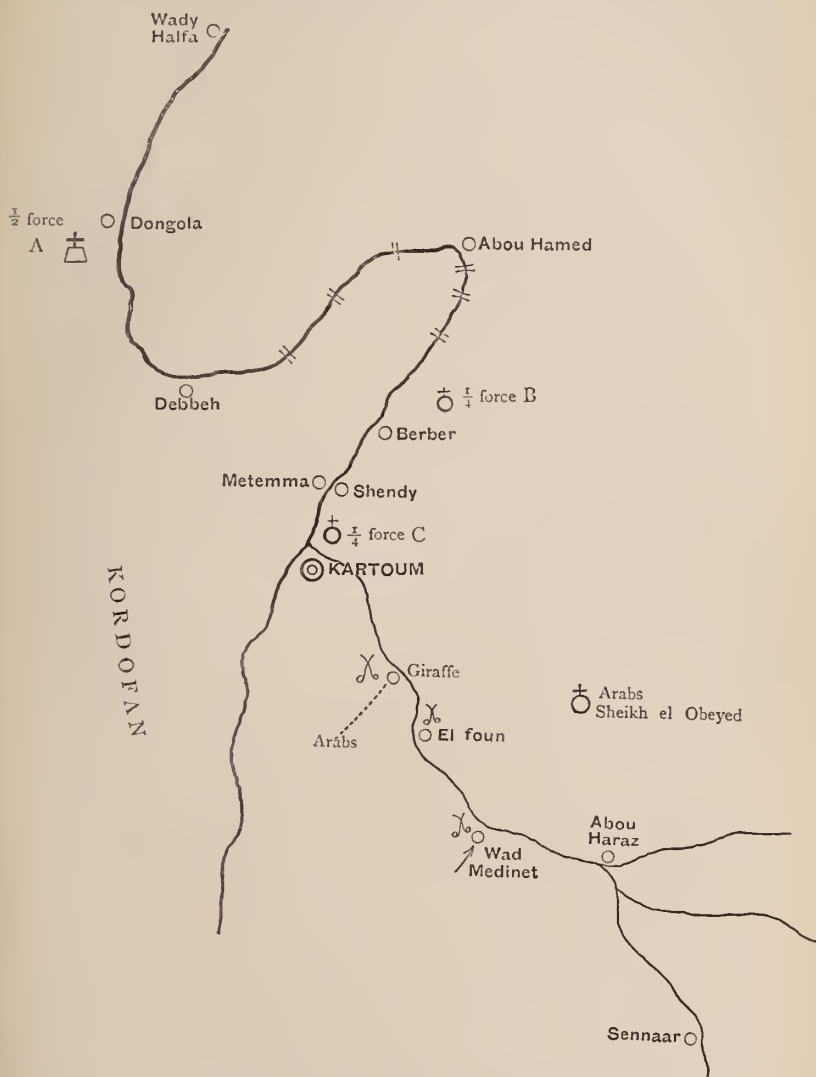 Wady
Halfa
½ force
A
Dongola
Abou Hamed
Debbeh
¼ force B
Berber
Metemma
Shendy
¼ force C
KARTOUM
KORDOFAN
Giraffe
Arabs
Sheikh el Obeyed
El foun
Arabs
Abou
Haraz
Wad
Medinet
Sennaar